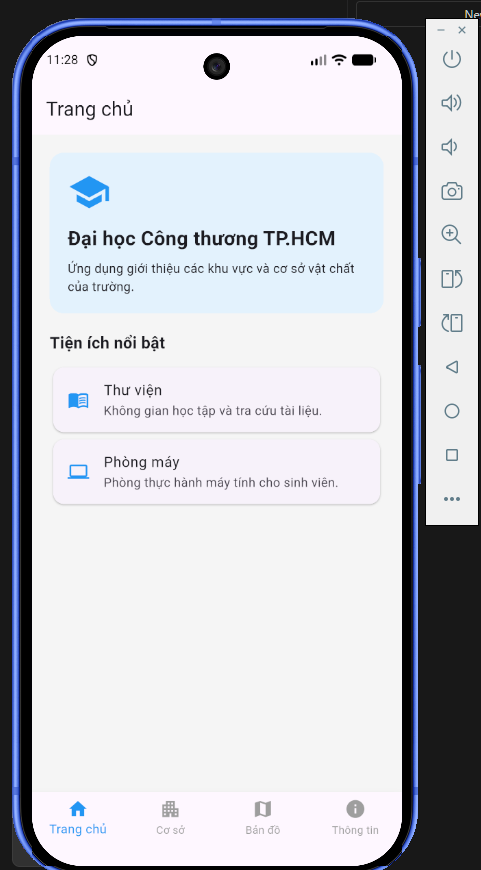 Ne
11:28
Trang chủ
Đại học Công thương TP.HCM
Ứng dụng giới thiệu các khu vực và cơ sở vật chất
của trường.
Tiện ích nổi bật
Thư viện
Không gian học tập và tra cứu tài liệu.
Phòng máy
Phòng thực hành máy tính cho sinh viên.
Trang chủ
Cơ sở
Bản đồ
Thông tin